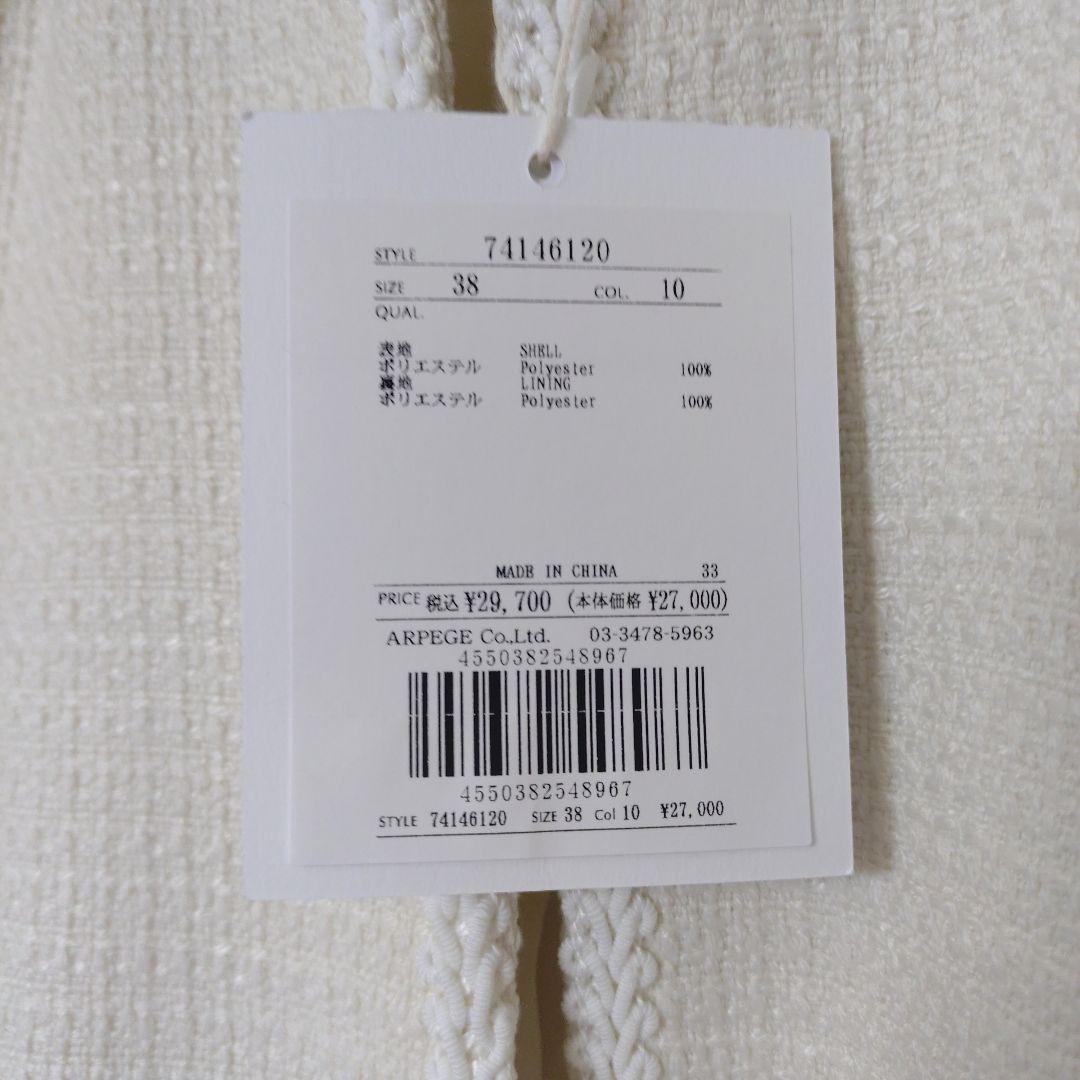 STYLE 74146120
SIZE 38 COL. 10
QUAL.
表地 SHELL
ポリエステル Polyester 100%
裏地 LINING
ポリエステル Polyester 100%
MADE IN CHINA 33
PRICE 税込 ¥29,700 (本体価格 ¥27,000)
ARPEGE Co.,Ltd. 03-3478-5963
4550382548967
4550382548967
STYLE 74146120 SIZE 38 Col 10 ¥27,000